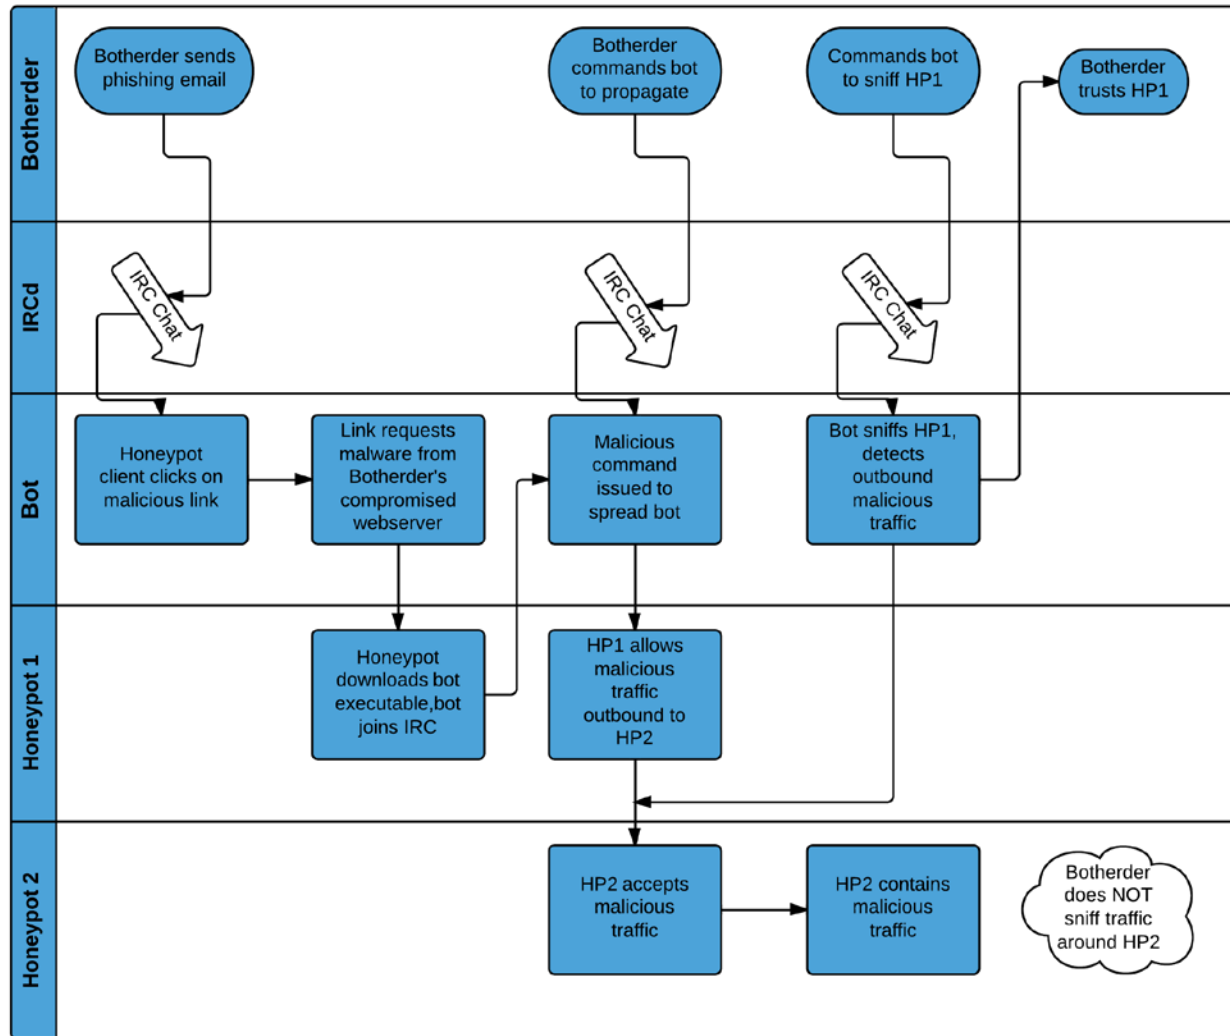 Botherder
Botherder sends
phishing email
Botherder
commands bot
to propagate
Commands bot
to sniff HP1
Botherder
trusts HP1
IRCd
IRC Chat
IRC Chat
IRC Chat
Bot
Honeypot
client clicks on
malicious link
Link requests
malware from
Botherder's
compromised
webserver
Malicious
command
issued to
spread bot
Bot sniffs HP1,
detects
outbound
malicious
traffic
Honeypot 1
Honeypot
downloads bot
executable,bot
joins IRC
HP1 allows
malicious
traffic
outbound to
HP2
Honeypot 2
HP2 accepts
malicious
traffic
HP2 contains
malicious
traffic
Botherder
does NOT
sniff traffic
around HP2